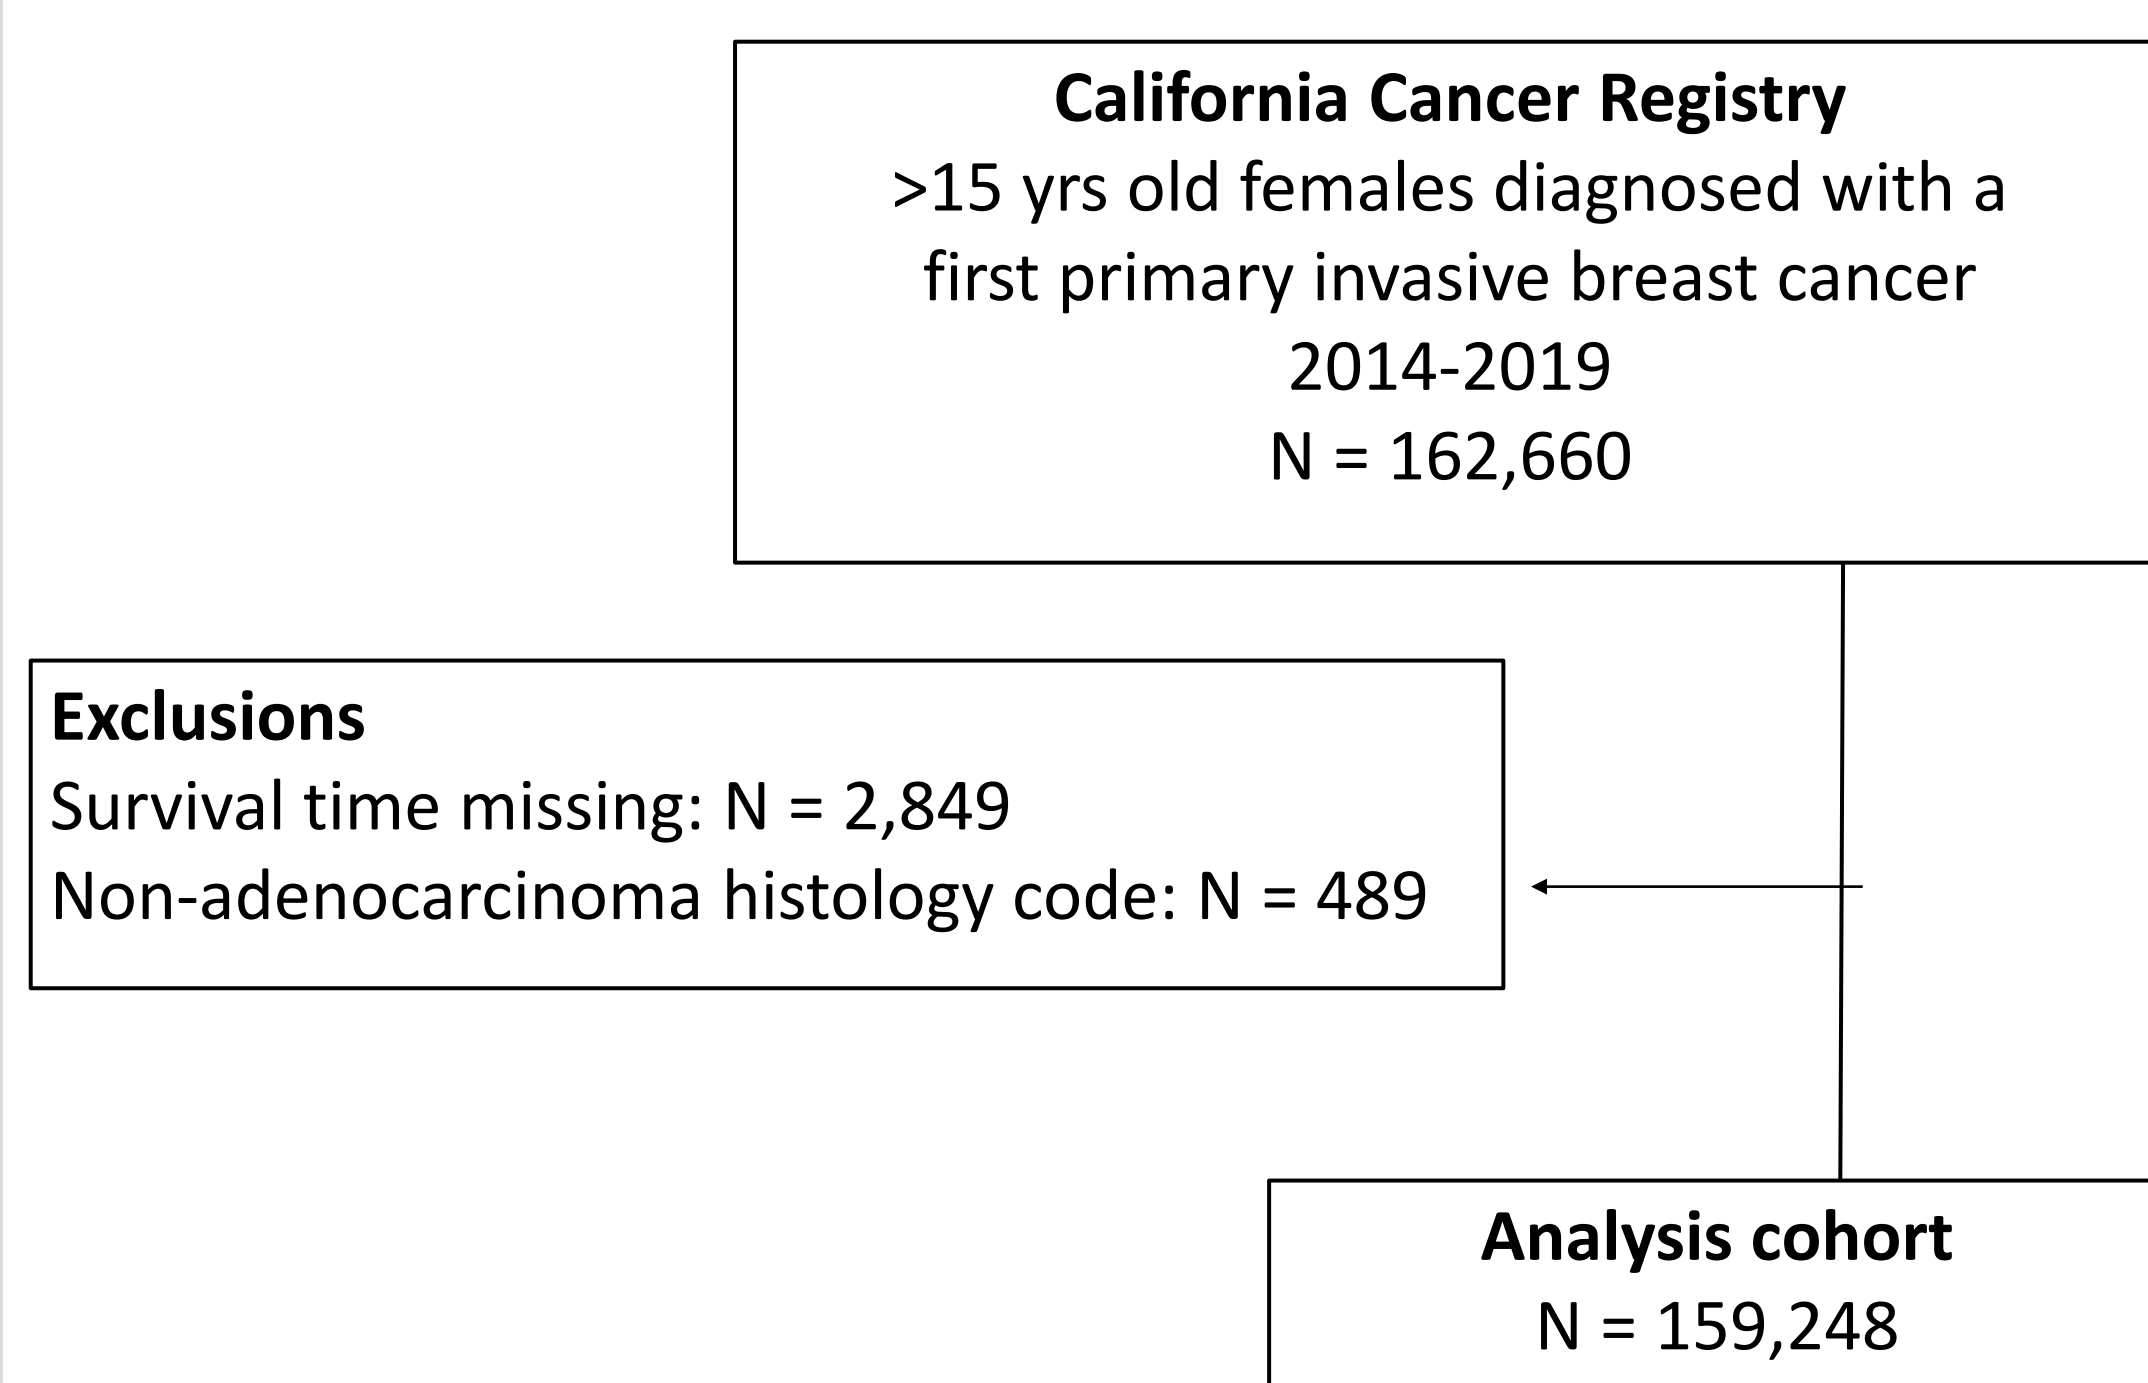 California Cancer Registry
>15 yrs old females diagnosed with a
first primary invasive breast cancer
2014-2019
N = 162,660
Exclusions
Survival time missing: N = 2,849
Non-adenocarcinoma histology code: N = 489
Analysis cohort
N = 159,248